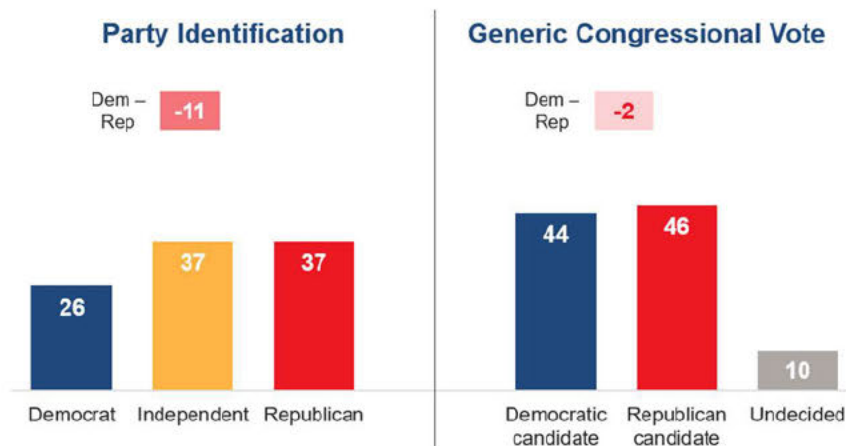 Party Identification
Dem –
Rep
-11
26
37
37
Democrat
Independent
Republican
Generic Congressional Vote
Dem –
Rep
-2
44
46
10
Democratic
candidate
Republican
candidate
Undecided